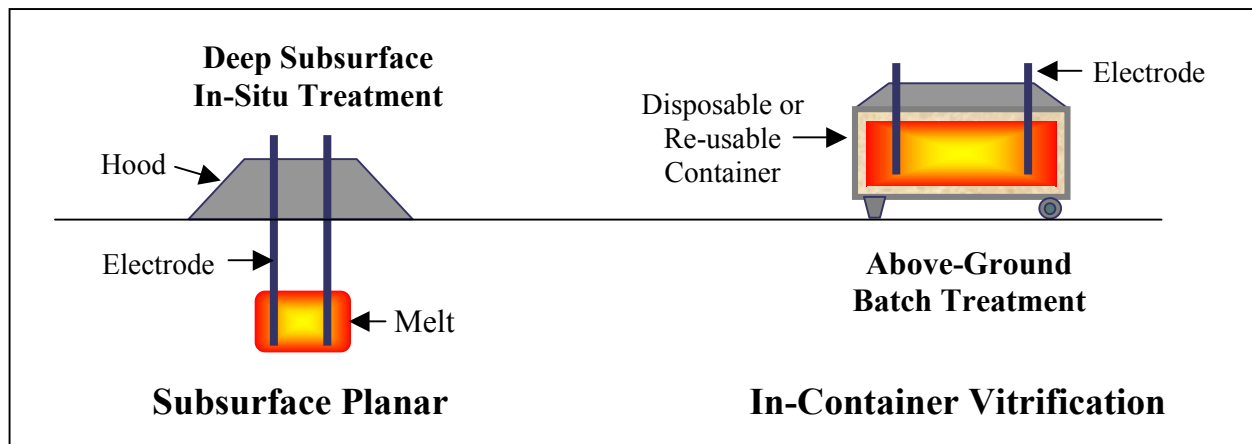 Deep Subsurface
In-Situ Treatment
Hood
Electrode
Melt
Subsurface Planar
Electrode
Disposable or
Re-usable
Container
Above-Ground
Batch Treatment
In-Container Vitrification